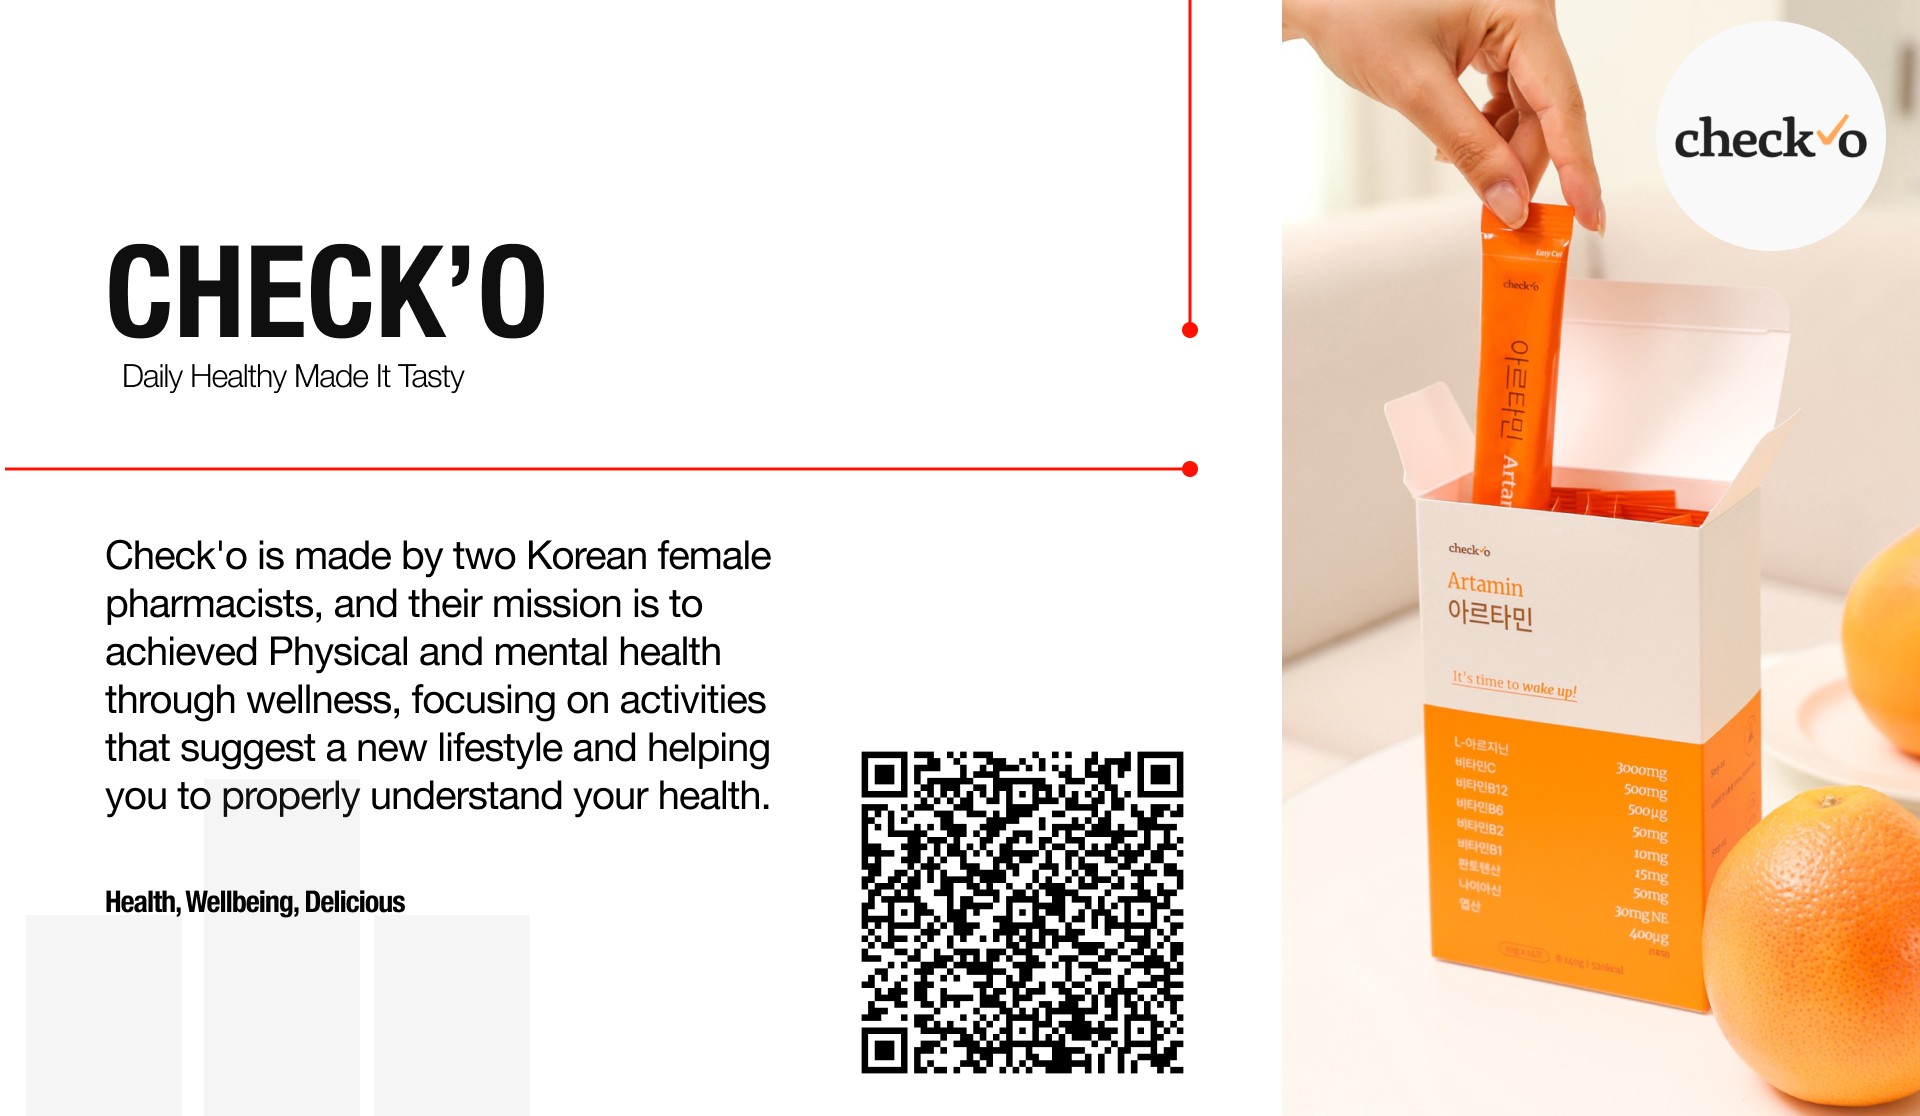 CHECK’O
Daily Healthy Made It Tasty
Check'o is made by two Korean female
pharmacists, and their mission is to
achieved Physical and mental health
through wellness, focusing on activities
that suggest a new lifestyle and helping
you to properly understand your health.
Health, Wellbeing, Delicious
check✓o
Easy Cut
check✓o
아르타민 Artam
check✓o
Artamin
아르타민
It's time to wake up!
L-아르지닌 3000mg
비타민C 500mg
비타민B12 500µg
비타민B6 50mg
비타민B2 10mg
비타민B1 15mg
판토텐산 50mg
나이아신 30mg NE
엽산 400µg